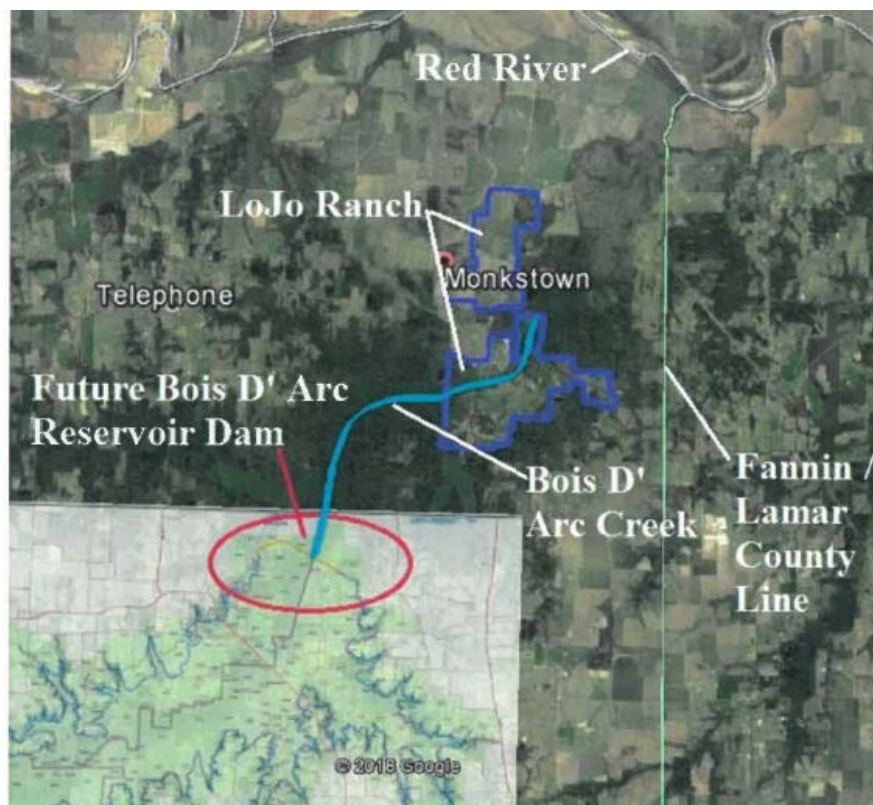 Red River
LoJo Ranch
Monkstown
Telephone
Future Bois D' Arc
Reservoir Dam
Bois D'
Arc Creek
Fannin /
Lamar
County
Line
© 2018 Google